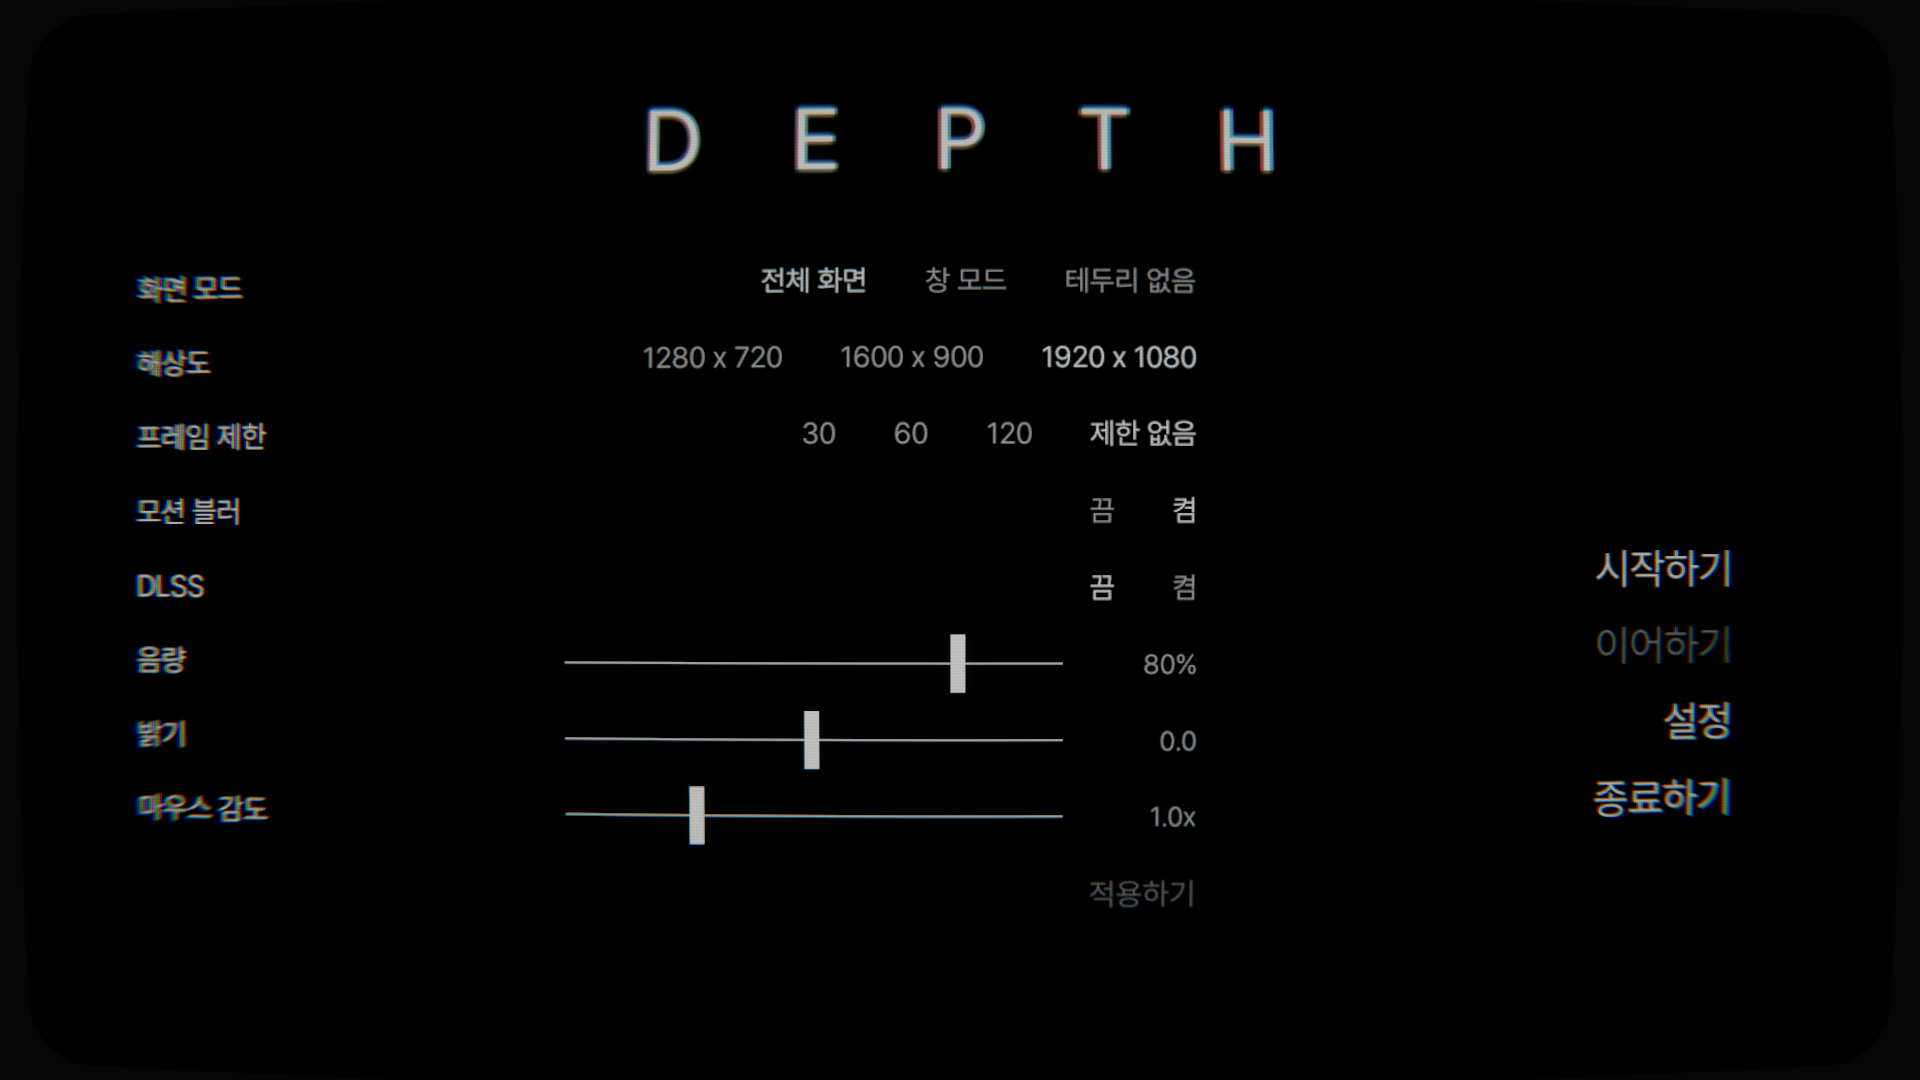 D E P T H
화면 모드 전체 화면 창 모드 테두리 없음
해상도 1280 x 720 1600 x 900 1920 x 1080
프레임 제한 30 60 120 제한 없음
모션 블러 끔 켬
DLSS 끔 켬
음량 80%
밝기 0.0
마우스 감도 1.0x
적용하기
시작하기
이어하기
설정
종료하기